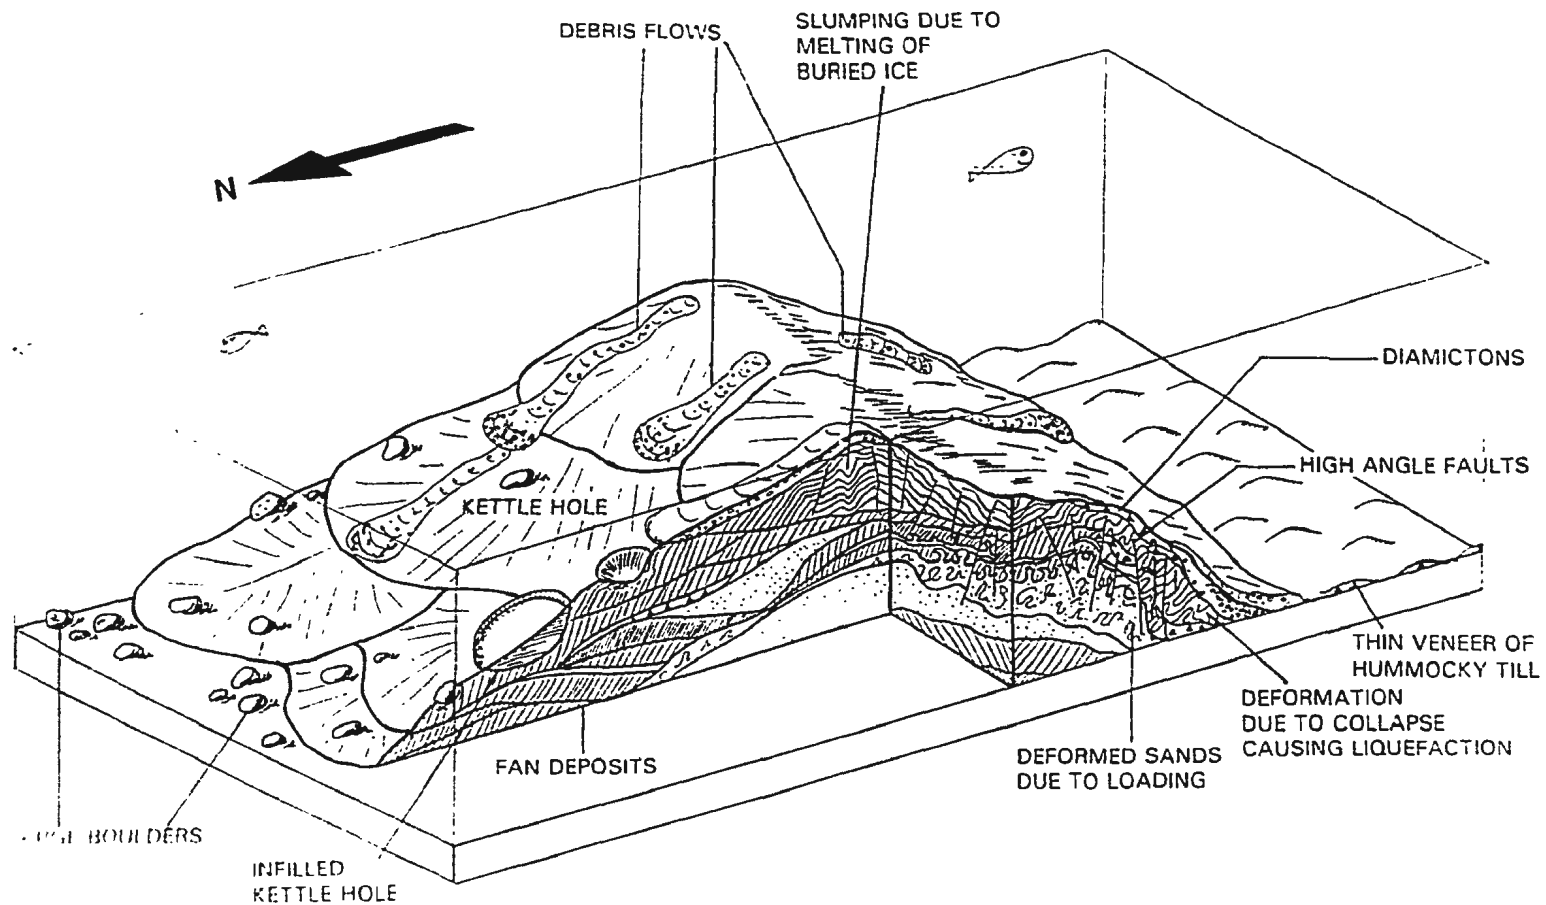 DEBRIS FLOWS
SLUMPING DUE TO
MELTING OF
BURIED ICE
N
DIAMICTONS
HIGH ANGLE FAULTS
KETTLE HOLE
THIN VENEER OF
HUMMOCKY TILL
DEFORMATION
DUE TO COLLAPSE
CAUSING LIQUEFACTION
DEFORMED SANDS
DUE TO LOADING
FAN DEPOSITS
BOULDERS
INFILLED
KETTLE HOLE